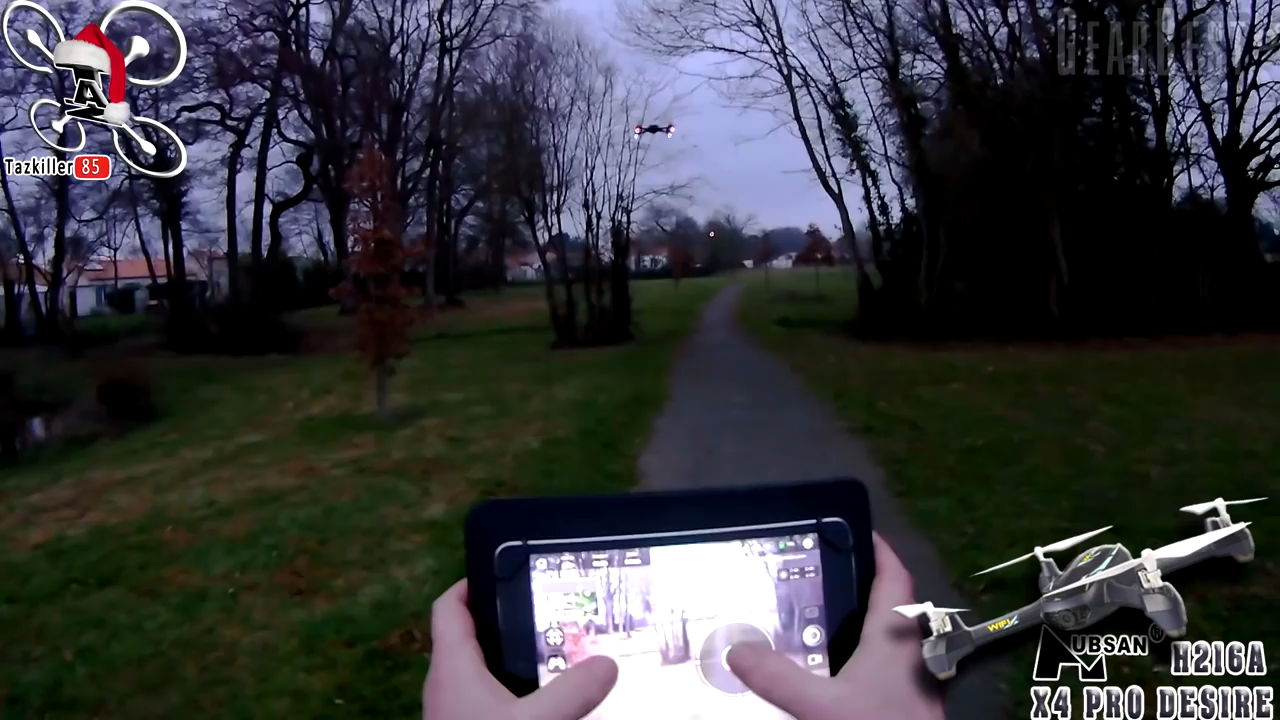 GEARBEST
A
Tazkiller 85
WIFI
HUBSAN®
H216A
X4 PRO DESIRE